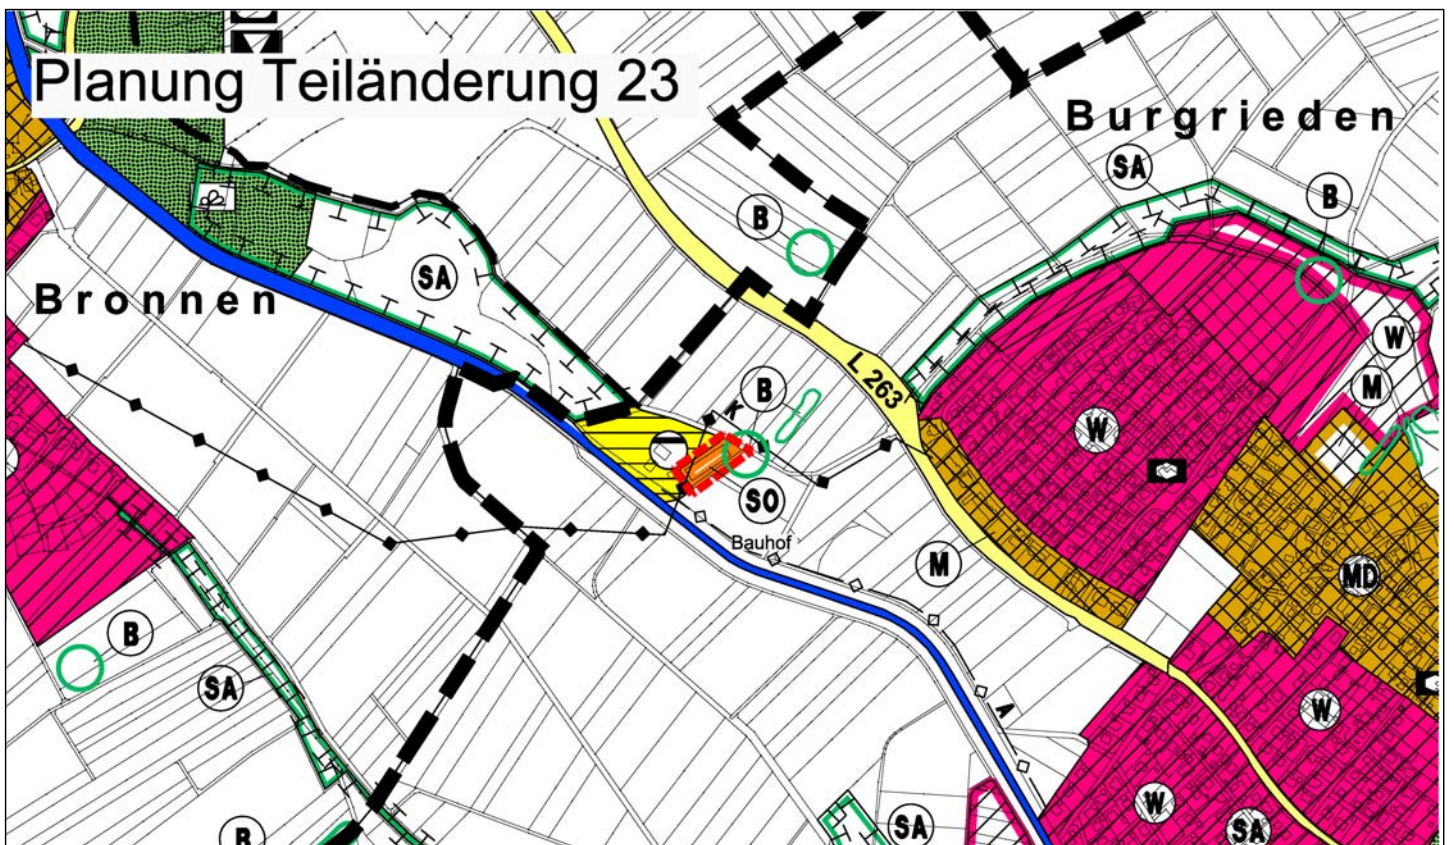 Planung Teiländerung 23
Burgrieden
SA
B
B
SA
Bronnen
W
L 263
M
B
K
W
SO
Bauhof
M
MD
B
SA
W
A
W
B
SA
SA